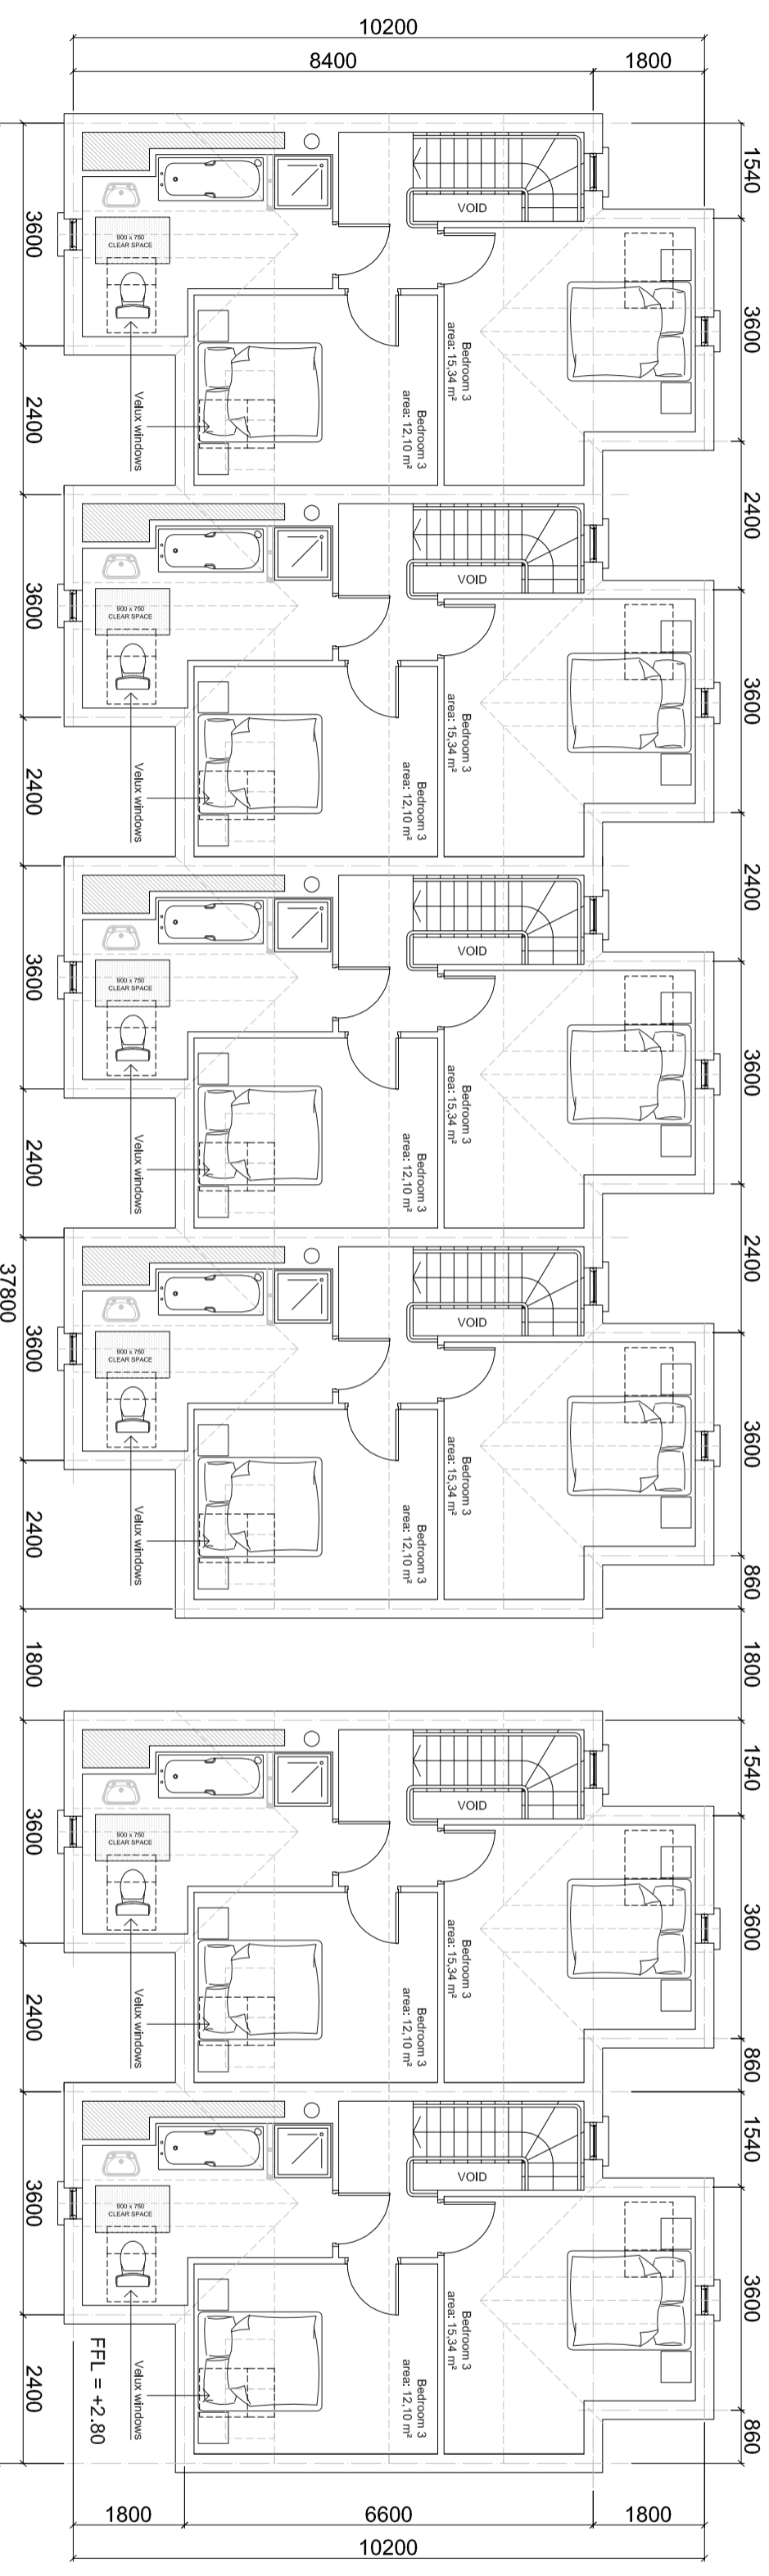 10200
8400
1800
1540
3600
2400
3600
2400
3600
2400
3600
860
1800
1540
3600
860
1540
3600
860
VOID
Bedroom 3
area: 15,34 m²
Bedroom 3
area: 12,10 m²
900 x 750
CLEAR SPACE
Velux windows
VOID
Bedroom 3
area: 15,34 m²
Bedroom 3
area: 12,10 m²
900 x 750
CLEAR SPACE
Velux windows
VOID
Bedroom 3
area: 15,34 m²
Bedroom 3
area: 12,10 m²
900 x 750
CLEAR SPACE
Velux windows
VOID
Bedroom 3
area: 15,34 m²
Bedroom 3
area: 12,10 m²
900 x 750
CLEAR SPACE
Velux windows
VOID
Bedroom 3
area: 15,34 m²
Bedroom 3
area: 12,10 m²
900 x 750
CLEAR SPACE
Velux windows
VOID
Bedroom 3
area: 15,34 m²
Bedroom 3
area: 12,10 m²
900 x 750
CLEAR SPACE
Velux windows
FFL = +2.80
3600
2400
3600
2400
3600
2400
3600
2400
1800
3600
2400
3600
2400
37800
1800
6600
1800
10200